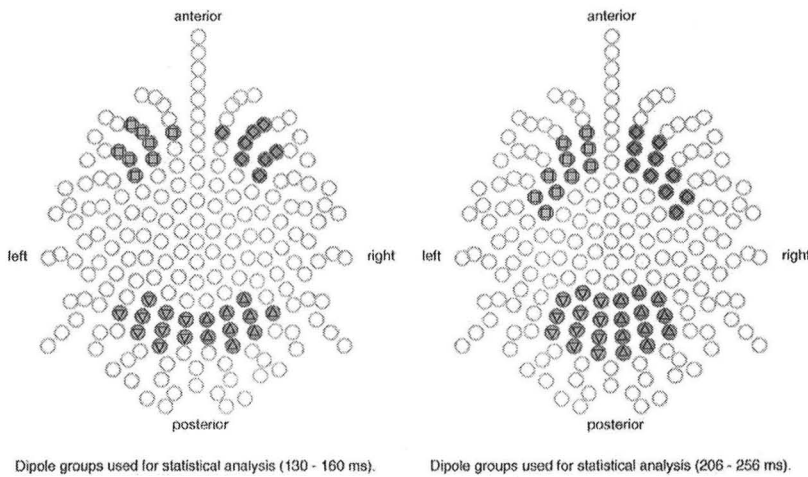 anterior
anterior
left
right
left
right
posterior
posterior
Dipole groups used for statistical analysis (130 - 160 ms).
Dipole groups used for statistical analysis (206 - 256 ms).